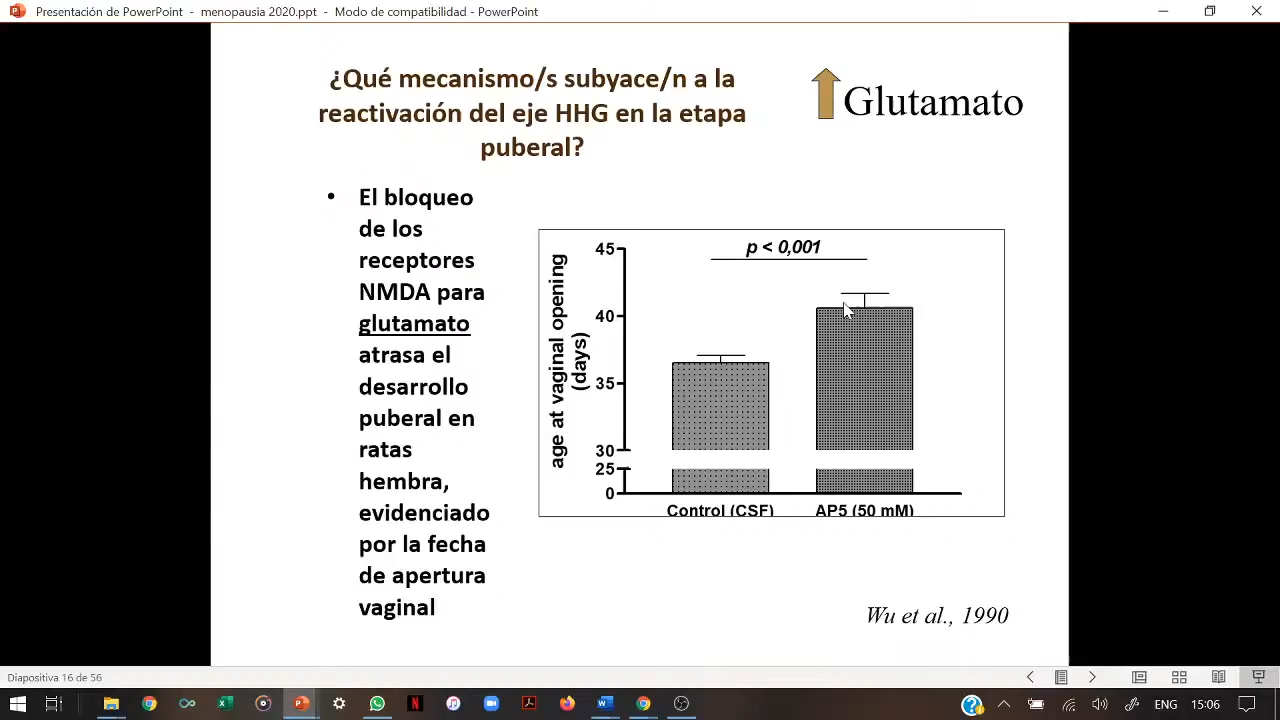 Presentación de PowerPoint - menopausia 2020.ppt - Modo de compatibilidad - PowerPoint
¿Qué mecanismo/s subyace/n a la
reactivación del eje HHG en la etapa
puberal?
Glutamato
• El bloqueo
de los
receptores
NMDA para
glutamato
atrasa el
desarrollo
puberal en
ratas
hembra,
evidenciado
por la fecha
de apertura
vaginal
p < 0,001
age at vaginal opening
(days)
45
40
35
30
25
0
Control (CSF)
AP5 (50 mM)
Wu et al., 1990
Diapositiva 16 de 56
ENG
15:06